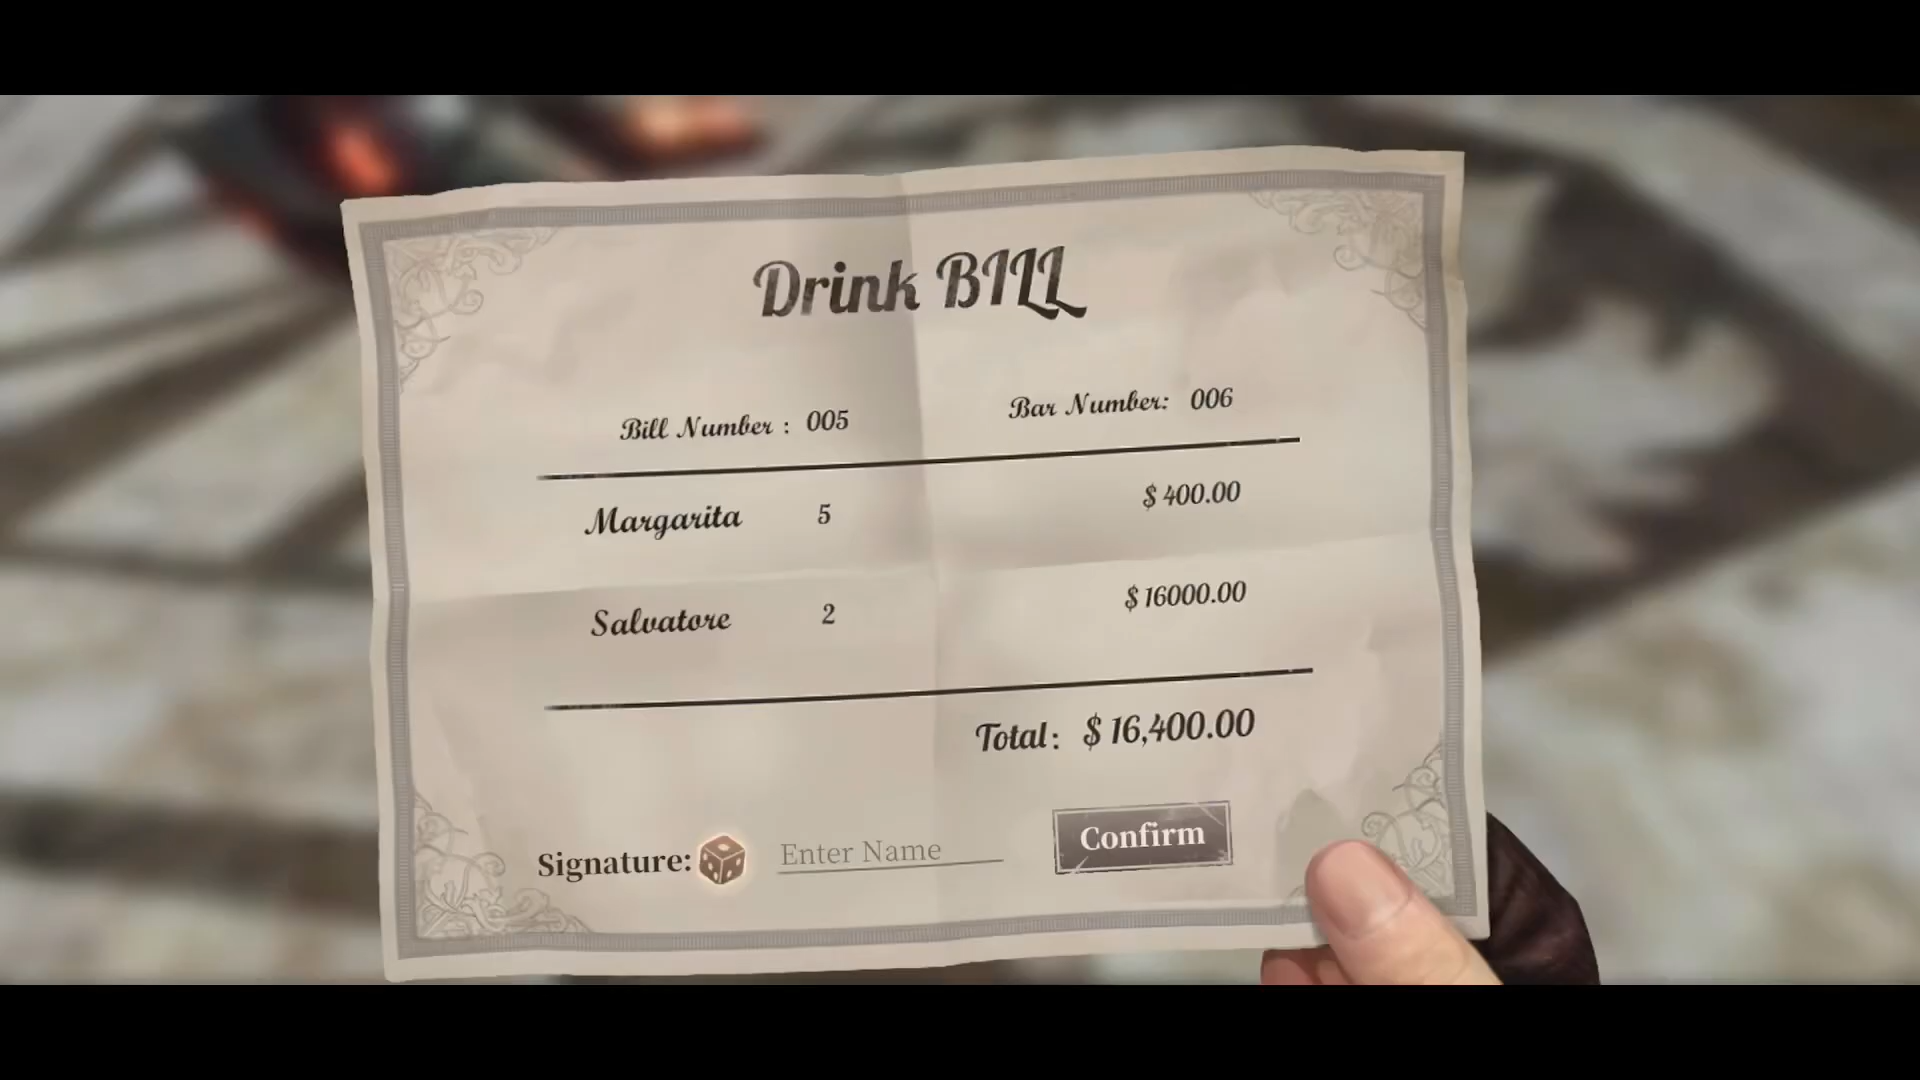 Drink BILL
Bill Number : 005 Bar Number: 006
Margarita 5 $ 400.00
Salvatore 2 $ 16000.00
Total: $ 16,400.00
Signature: Enter Name Confirm